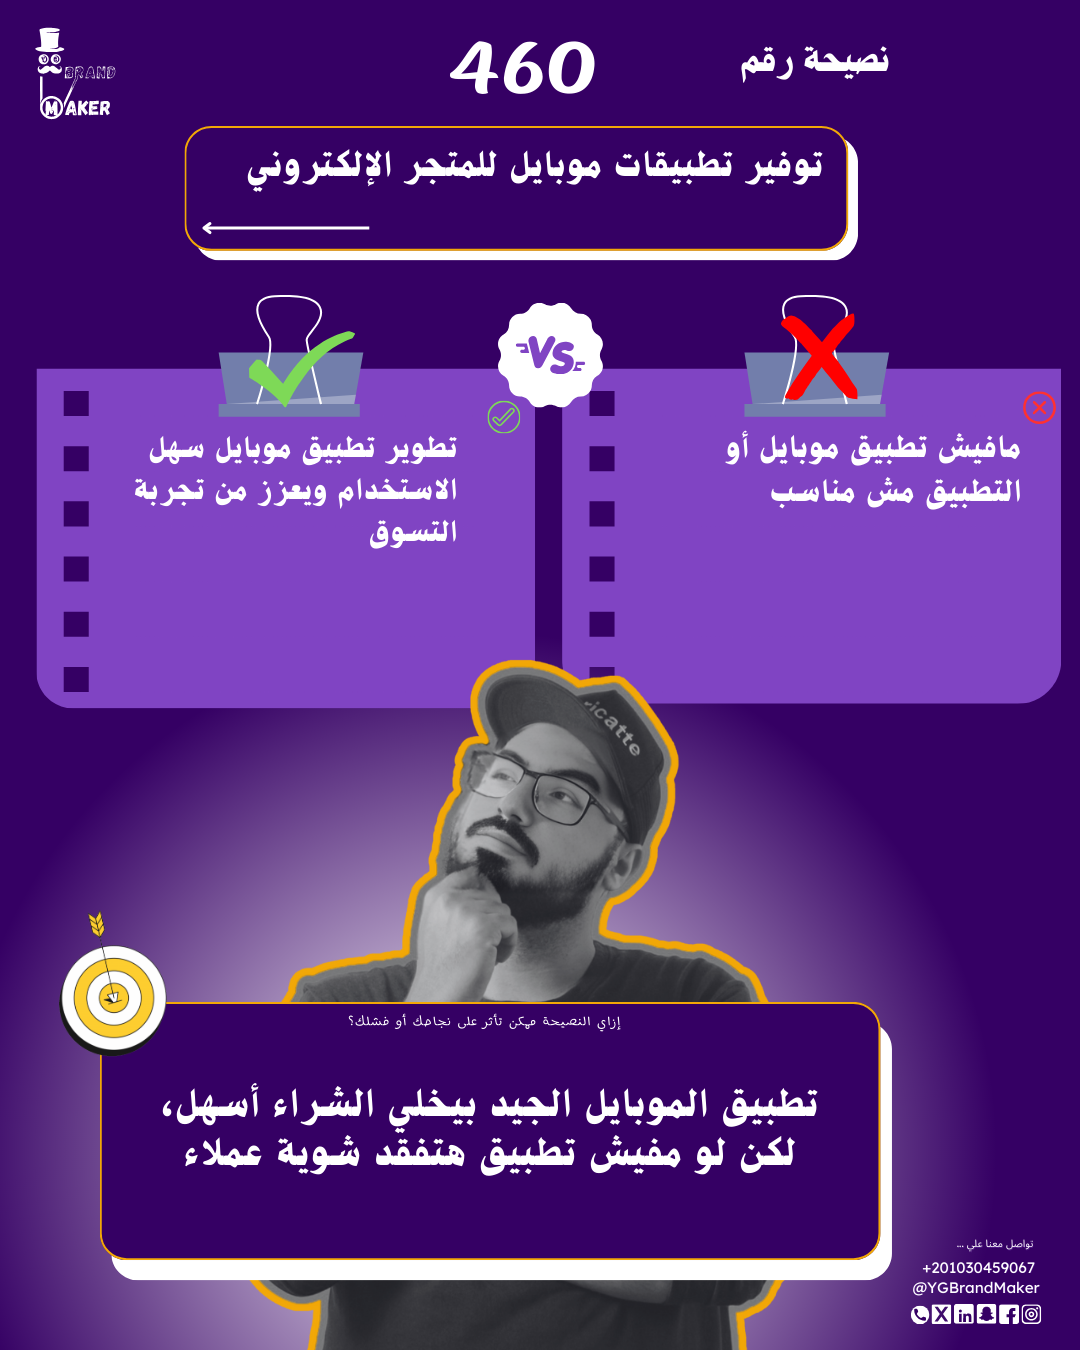 BRAND
MAKER
نصيحة رقم
460
توفير تطبيقات موبايل للمتجر الإلكتروني
VS
مافيش تطبيق موبايل أو
التطبيق مش مناسب
تطوير تطبيق موبايل سهل
الاستخدام ويعزز من تجربة
التسوق
icatte
إزاي النصيحة ممكن تأثر على نجاحك أو فشلك؟
تطبيق الموبايل الجيد بيخلي الشراء أسهل،
لكن لو مفيش تطبيق هتفقد شوية عملاء
تواصل معنا علي ...
+201030459067
@YGBrandMaker